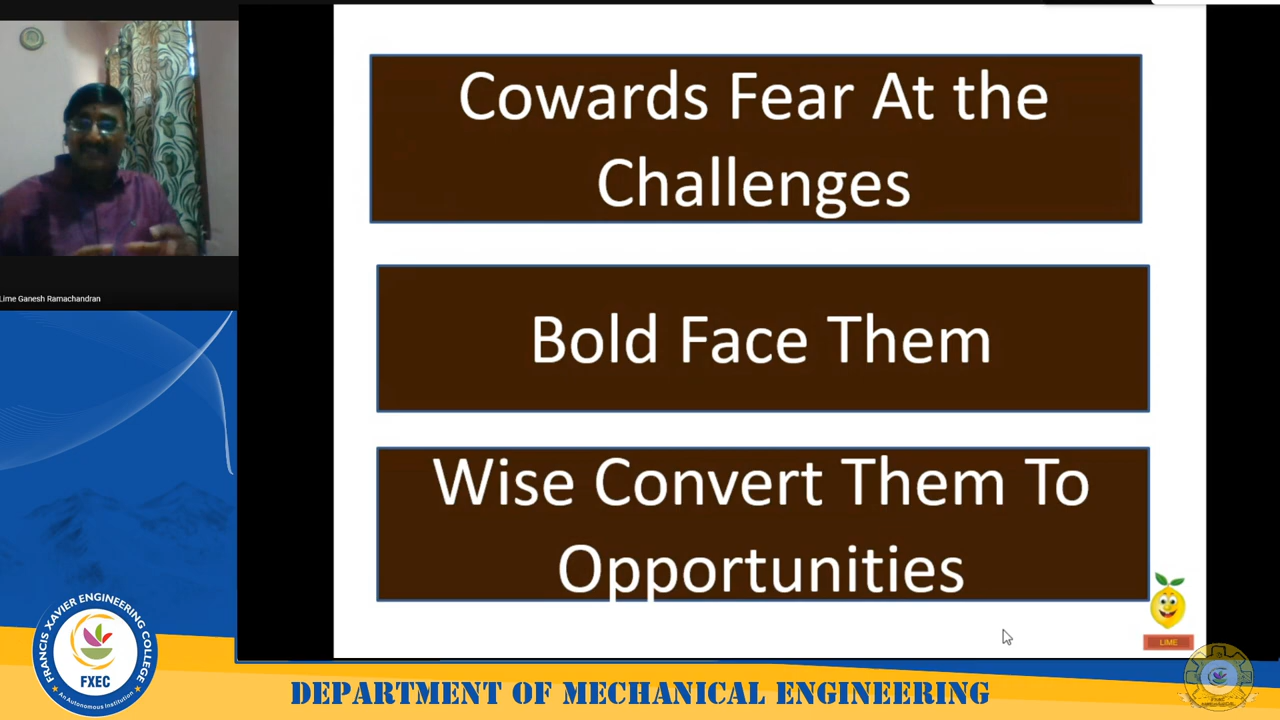 Cowards Fear At the
Challenges
Bold Face Them
Wise Convert Them To
Opportunities
LIME
Lime Ganesh Ramachandran
FRANCIS XAVIER ENGINEERING COLLEGE
FXEC
An Autonomous Institution
DEPARTMENT OF MECHANICAL ENGINEERING